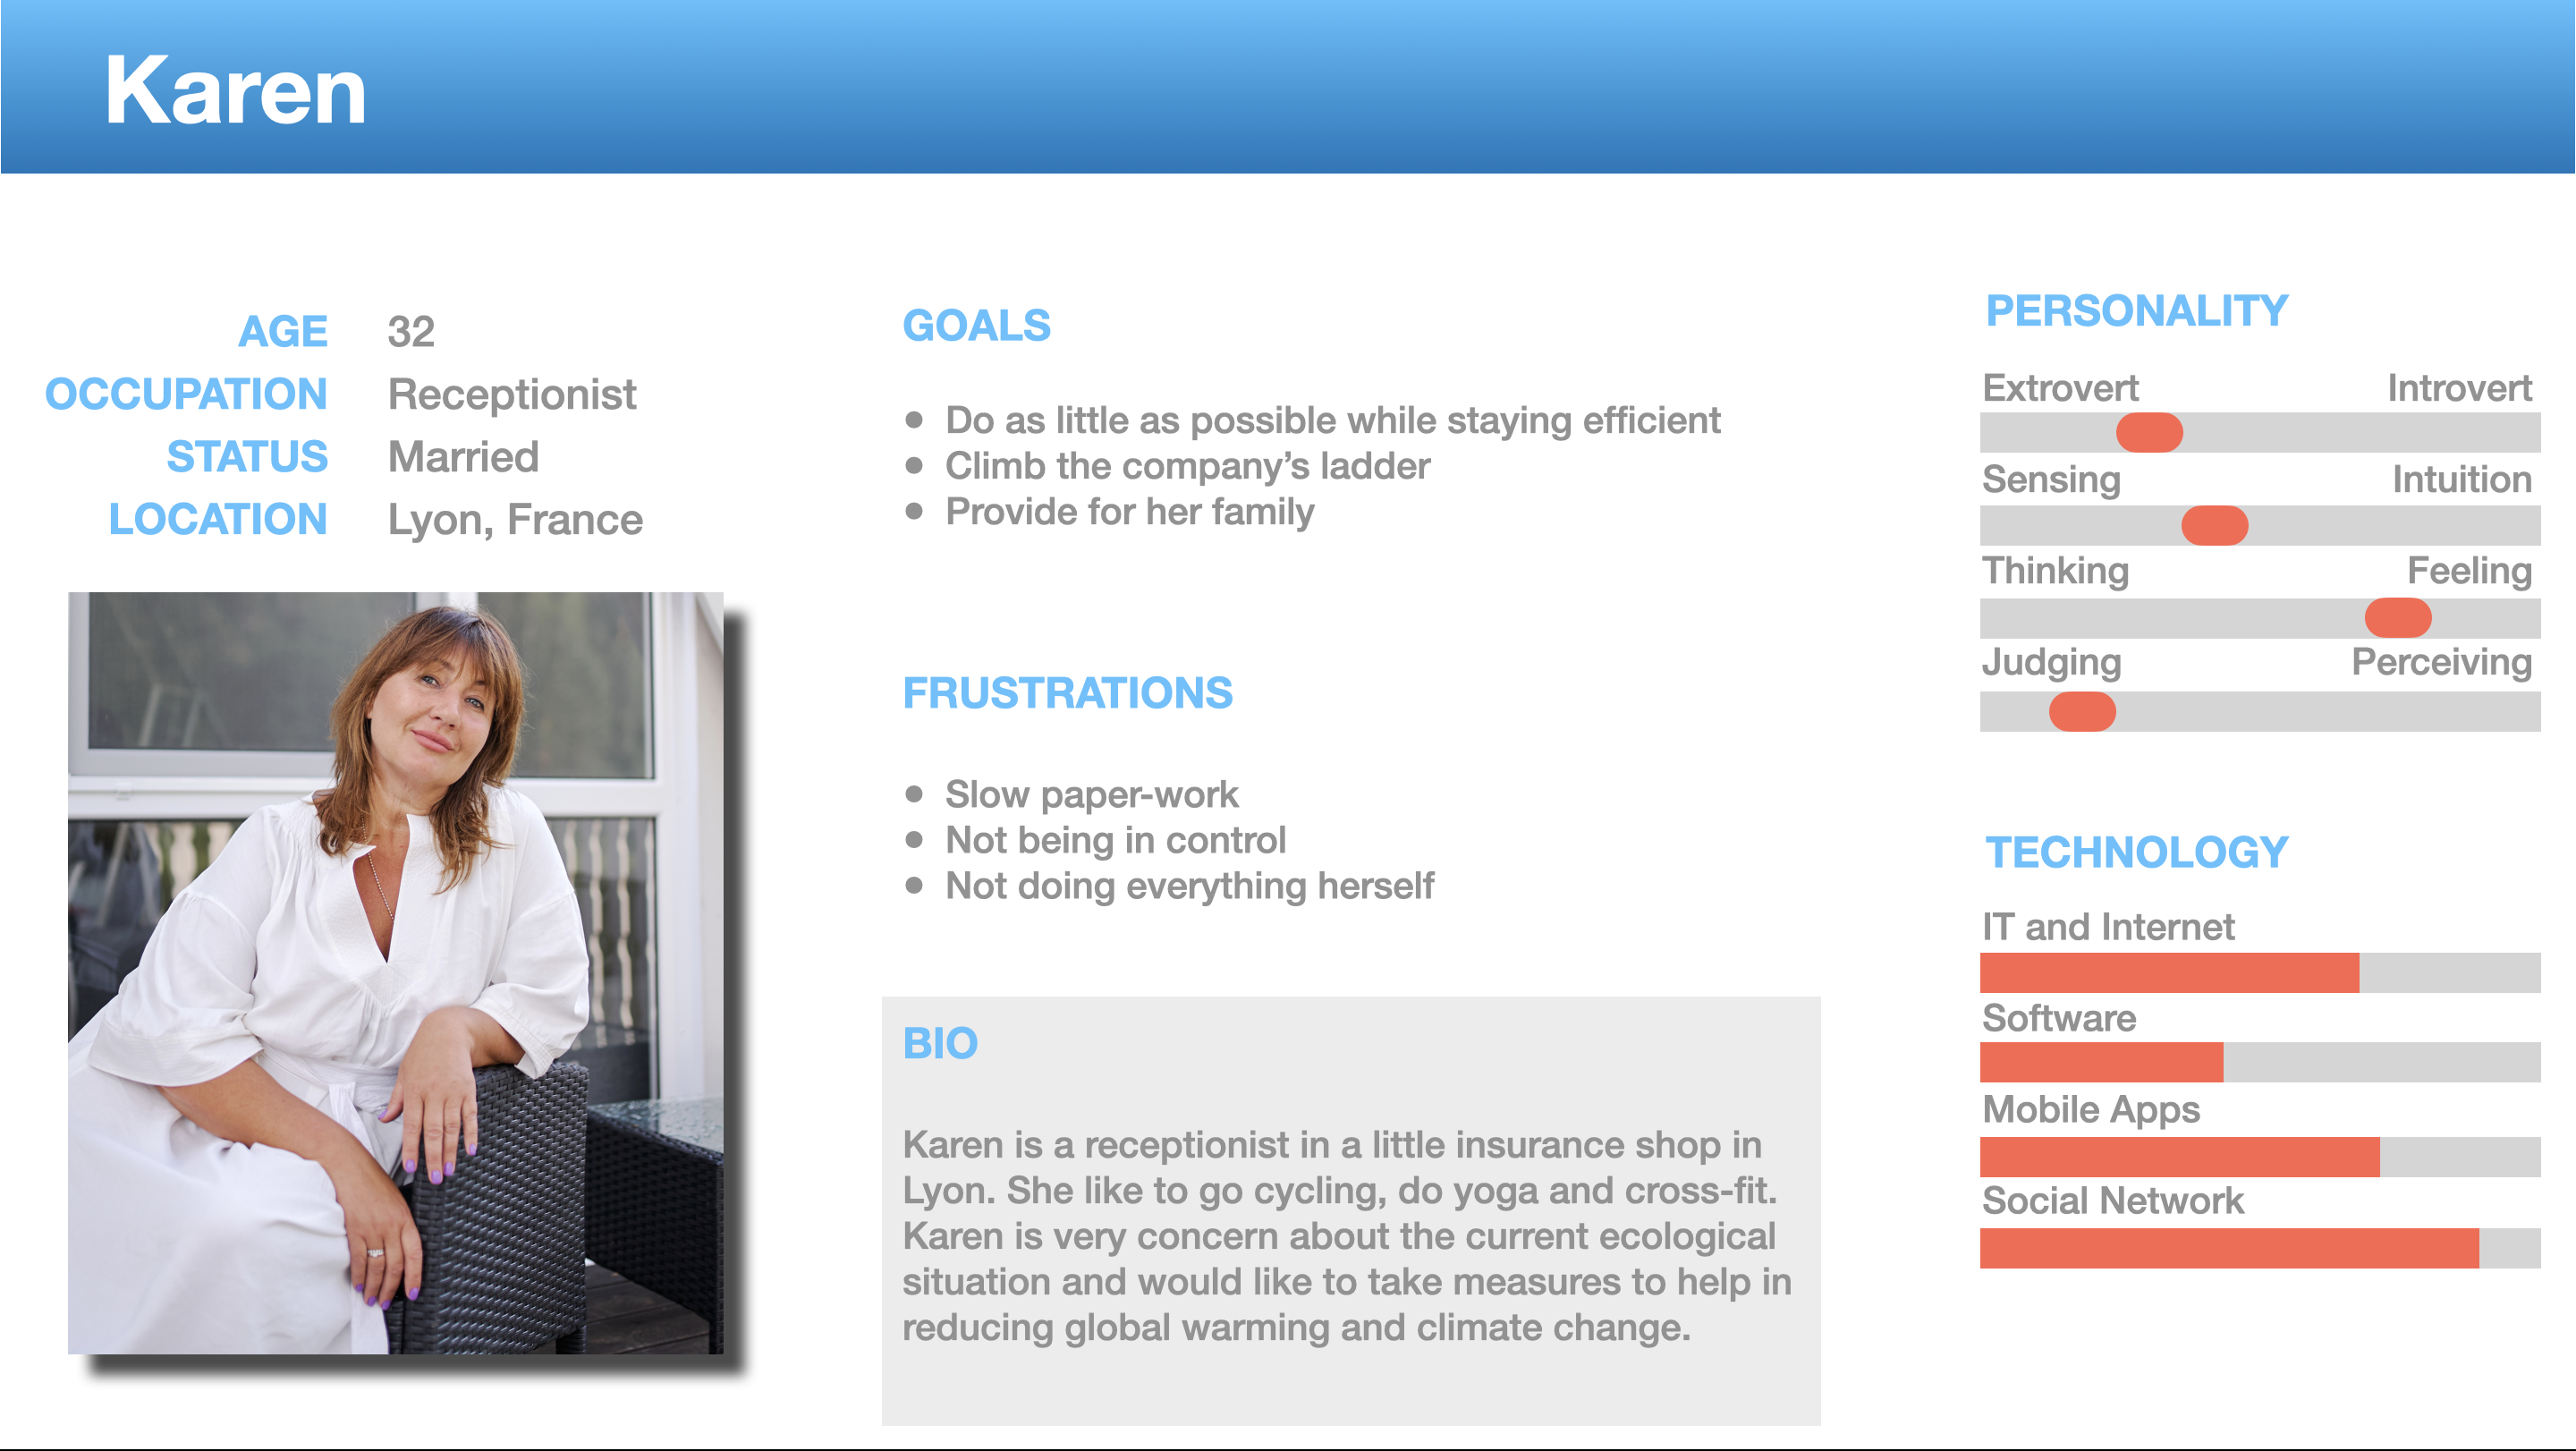 Karen
AGE 32
OCCUPATION Receptionist
STATUS Married
LOCATION Lyon, France
GOALS
● Do as little as possible while staying efficient
● Climb the company’s ladder
● Provide for her family
FRUSTRATIONS
● Slow paper-work
● Not being in control
● Not doing everything herself
BIO
Karen is a receptionist in a little insurance shop in
Lyon. She like to go cycling, do yoga and cross-fit.
Karen is very concern about the current ecological
situation and would like to take measures to help in
reducing global warming and climate change.
PERSONALITY
Extrovert Introvert
Sensing Intuition
Thinking Feeling
Judging Perceiving
TECHNOLOGY
IT and Internet
Software
Mobile Apps
Social Network